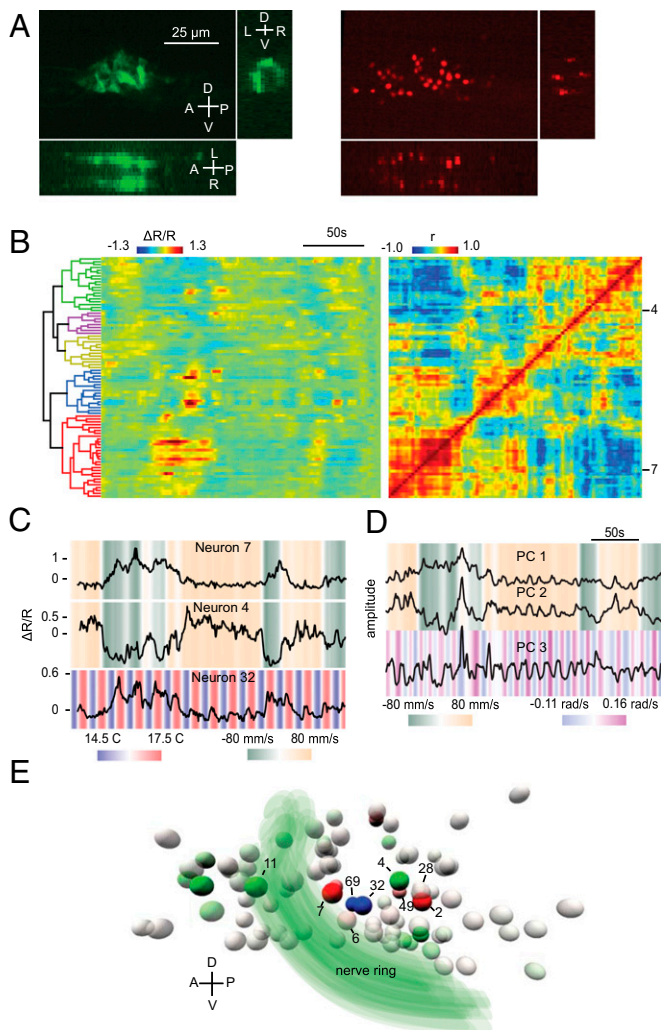 A
25 µm
D
L R
V
D
A P
V
L
A P
R
B
-1.3 ΔR/R 1.3
50s
-1.0 r 1.0
4
7
C
Neuron 7
1
0
Neuron 4
0.5
0
ΔR/R
Neuron 32
0.6
0
14.5 C 17.5 C -80 mm/s 80 mm/s
D
50s
PC 1
PC 2
amplitude
PC 3
-80 mm/s 80 mm/s -0.11 rad/s 0.16 rad/s
E
11
4
28
69
32
7
49
2
6
nerve ring
D
A P
V